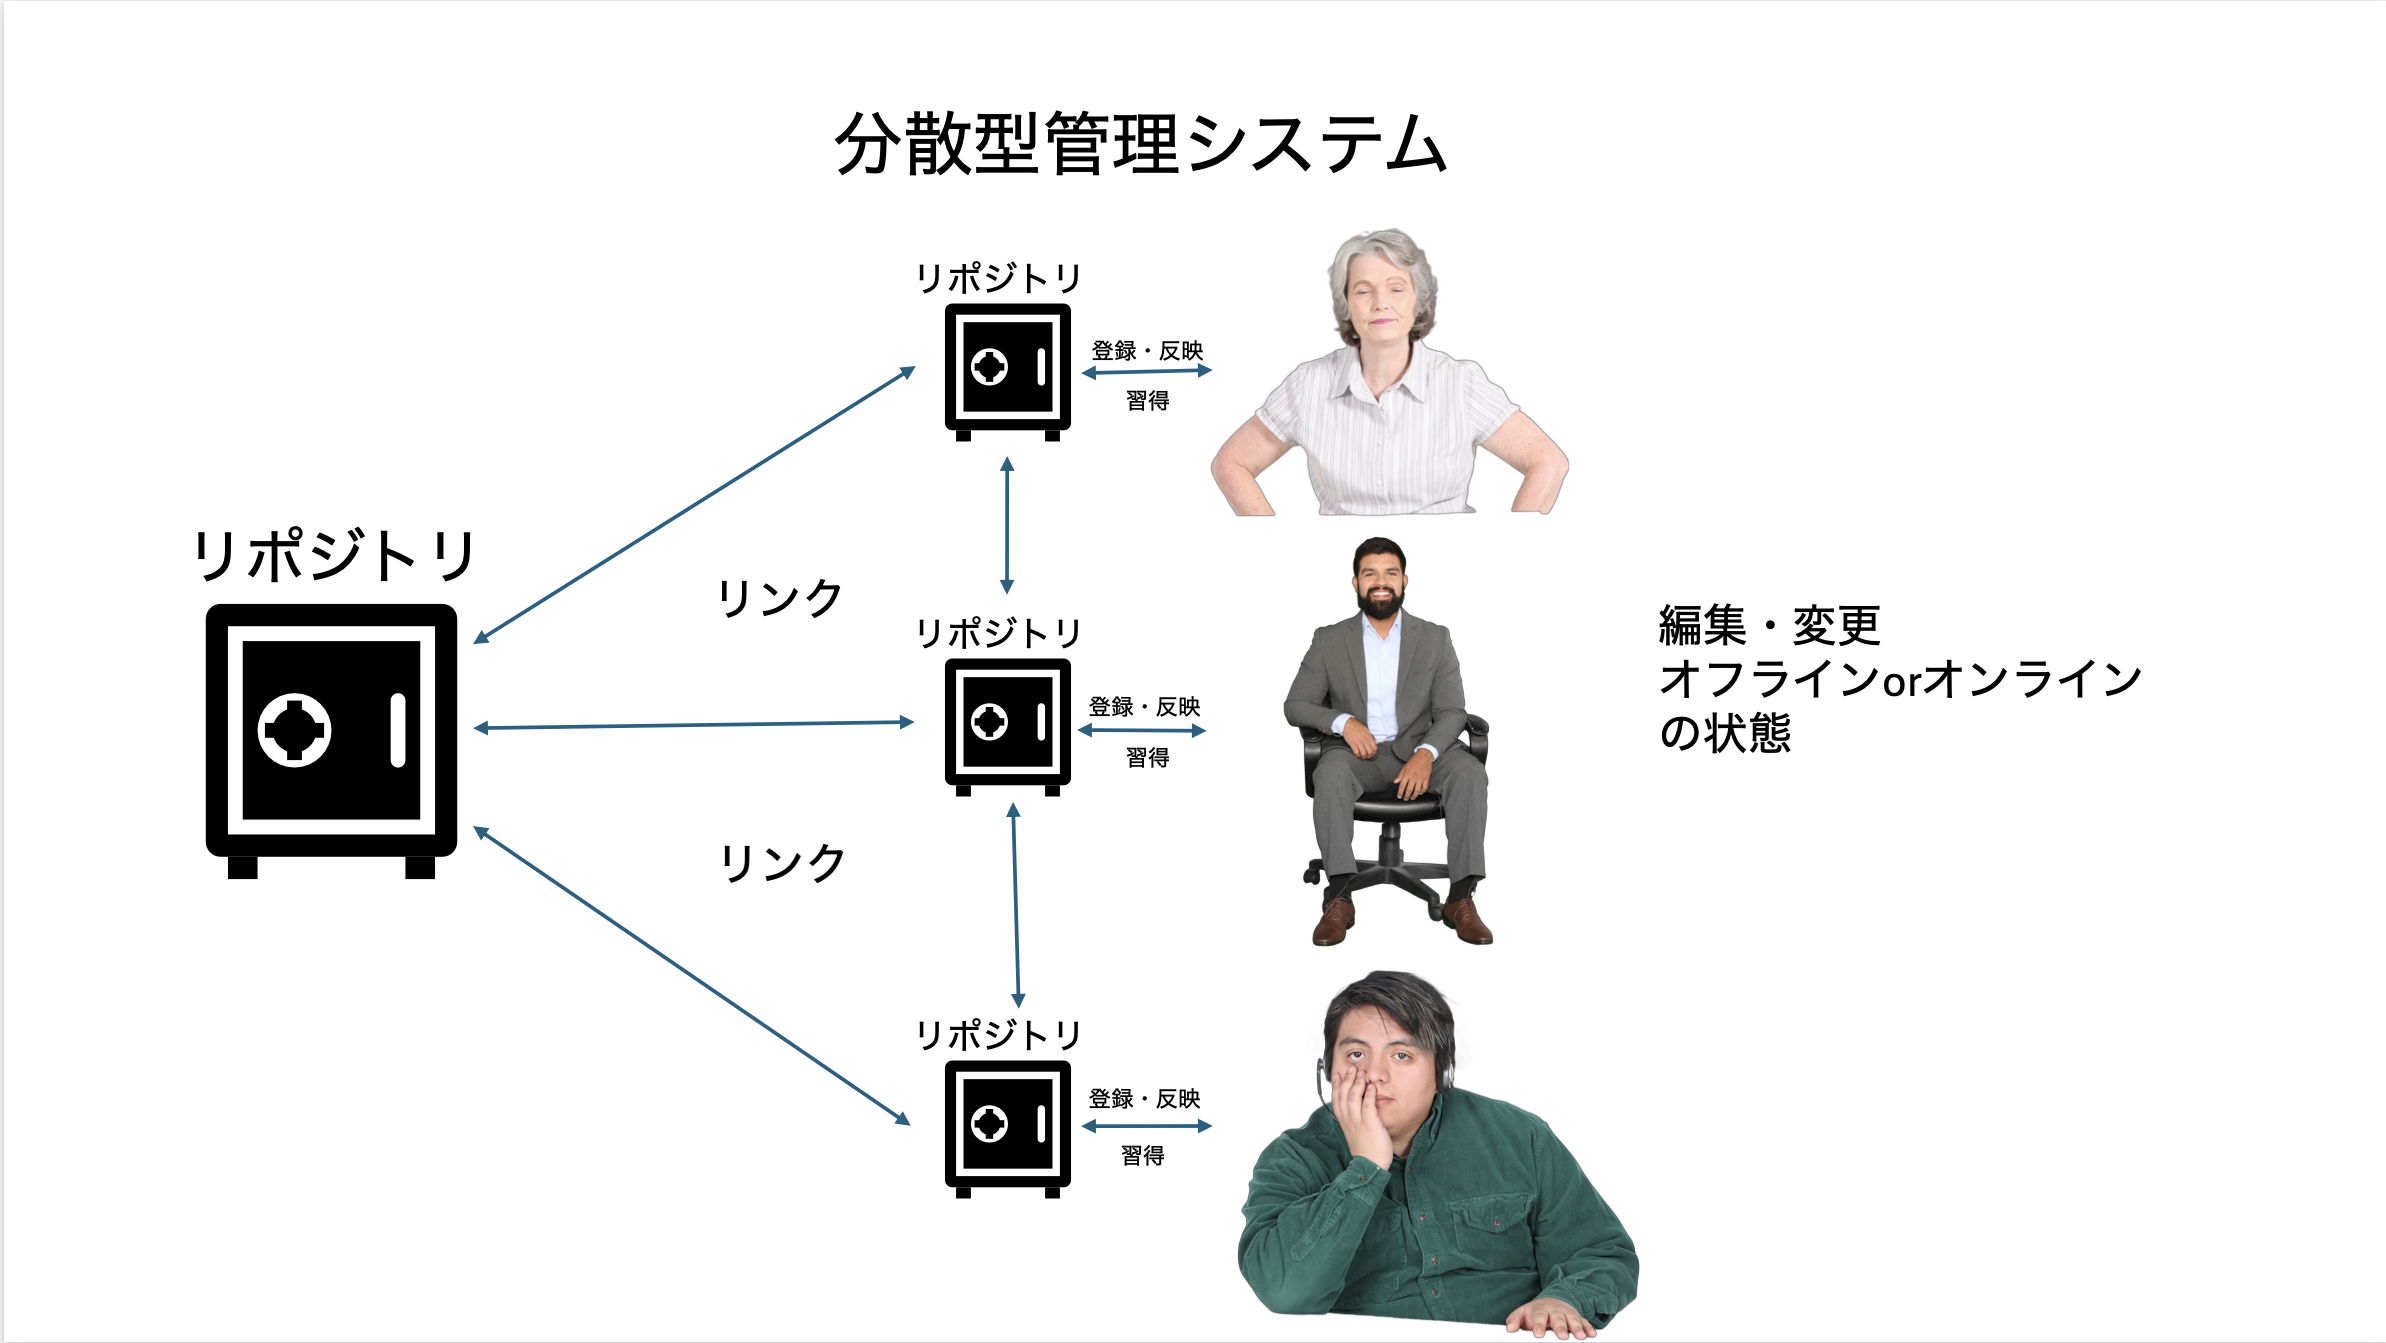 分散型管理システム
リポジトリ
登録・反映
習得
リポジトリ
リンク
リポジトリ
登録・反映
習得
編集・変更
オフラインorオンライン
の状態
リンク
リポジトリ
登録・反映
習得